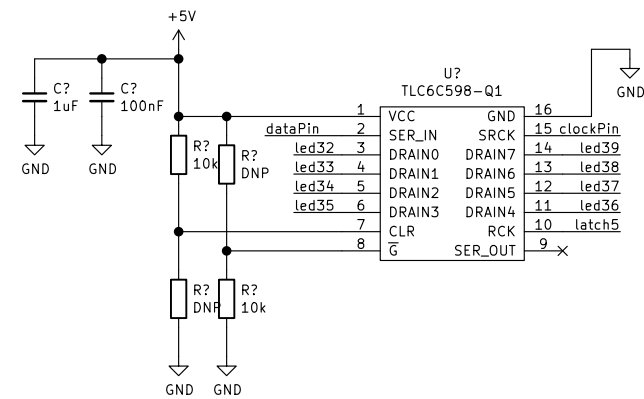 +5V
C?
1uF
C?
100nF
GND
GND
U?
TLC6C598-Q1
GND
1 VCC GND 16
dataPin 2 SER_IN SRCK 15 clockPin
led32 3 DRAIN0 DRAIN7 14 led39
led33 4 DRAIN1 DRAIN6 13 led38
led34 5 DRAIN2 DRAIN5 12 led37
led35 6 DRAIN3 DRAIN4 11 led36
7 CLR RCK 10 latch5
8 G SER_OUT 9
R?
10k
R?
DNP
R?
DNP
R?
10k
GND
GND